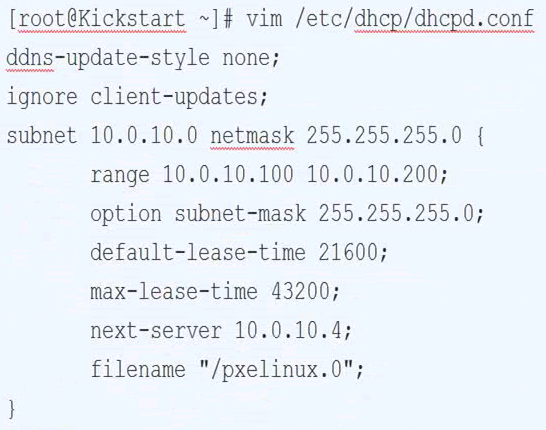 [root@Kickstart ~]# vim /etc/dhcp/dhcpd.conf
ddns-update-style none;
ignore client-updates;
subnet 10.0.10.0 netmask 255.255.255.0 {
        range 10.0.10.100 10.0.10.200;
        option subnet-mask 255.255.255.0;
        default-lease-time 21600;
        max-lease-time 43200;
        next-server 10.0.10.4;
        filename "/pxelinux.0";
}